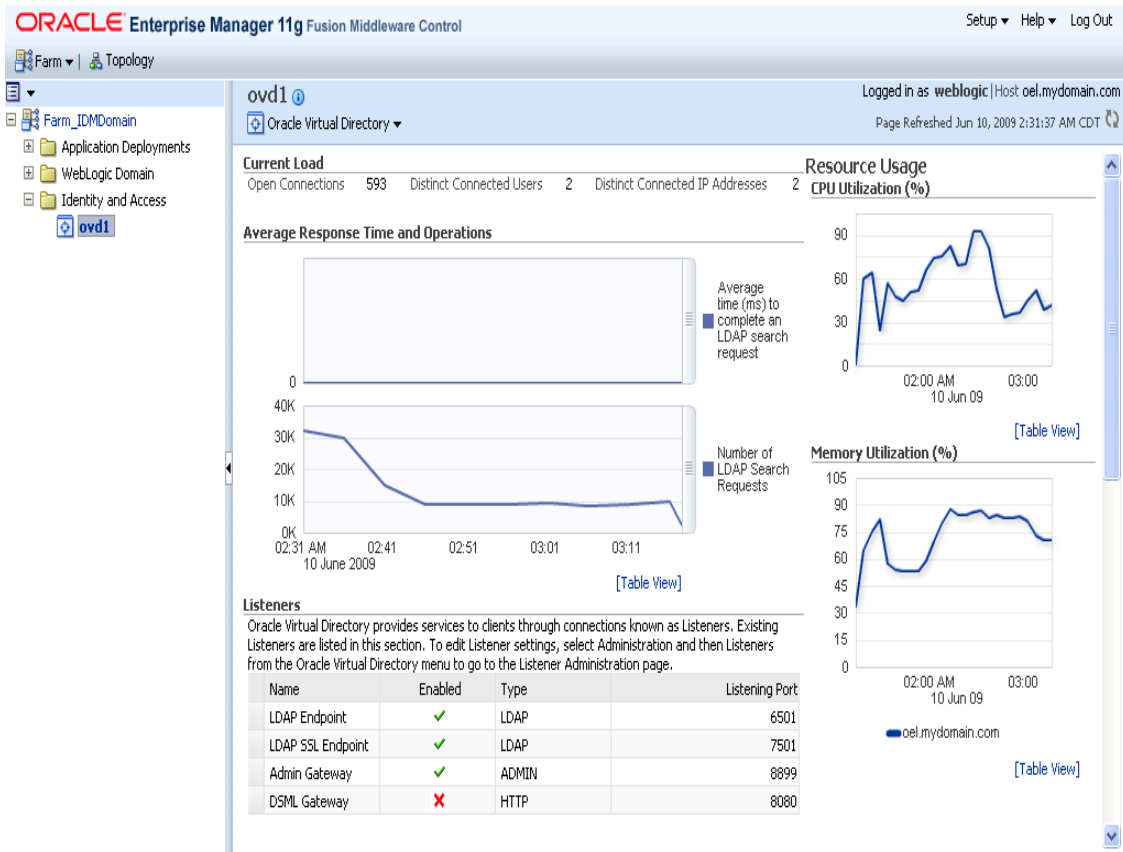 ORACLE Enterprise Manager 11g Fusion Middleware Control
Setup Help Log Out
Farm Topology
Farm_IDMDomain
Application Deployments
WebLogic Domain
Identity and Access
ovd1
ovd1
Oracle Virtual Directory
Logged in as weblogic|Host oel.mydomain.com
Page Refreshed Jun 10, 2009 2:31:37 AM CDT
Current Load
Open Connections 593 Distinct Connected Users 2 Distinct Connected IP Addresses 2
Average Response Time and Operations
0
Average
time (ms) to
complete an
LDAP search
request
40K
30K
20K
10K
0K
02:31 AM 02:41 02:51 03:01 03:11
10 June 2009
Number of
LDAP Search
Requests
[Table View]
Listeners
Oracle Virtual Directory provides services to clients through connections known as Listeners. Existing
Listeners are listed in this section. To edit Listener settings, select Administration and then Listeners
from the Oracle Virtual Directory menu to go to the Listener Administration page.
Name Enabled Type Listening Port
LDAP Endpoint LDAP 6501
LDAP SSL Endpoint LDAP 7501
Admin Gateway ADMIN 8899
DSML Gateway HTTP 8080
Resource Usage
CPU Utilization (%)
90
60
30
0
02:00 AM 03:00
10 Jun 09
[Table View]
Memory Utilization (%)
105
90
75
60
45
30
15
0
02:00 AM 03:00
10 Jun 09
oel.mydomain.com
[Table View]